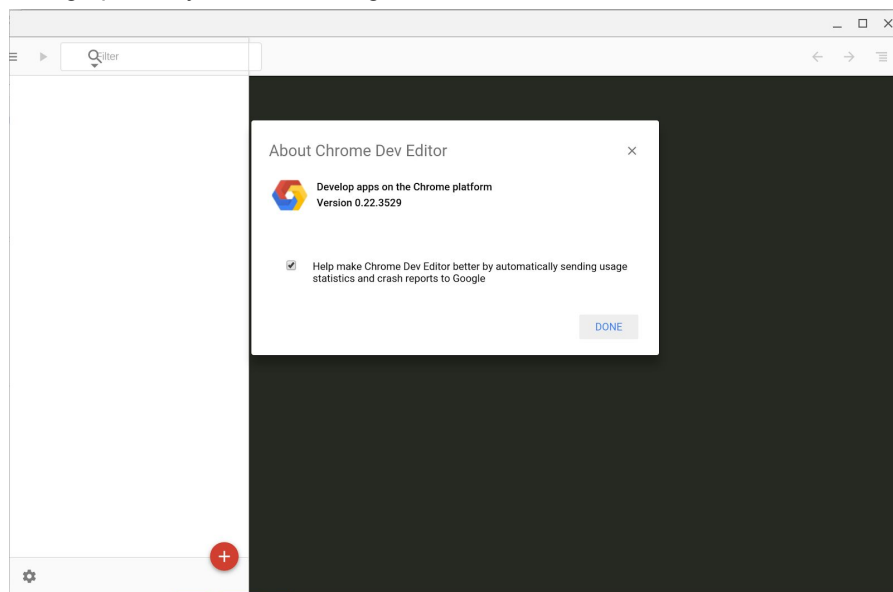 Filter
About Chrome Dev Editor
Develop apps on the Chrome platform
Version 0.22.3529
Help make Chrome Dev Editor better by automatically sending usage
statistics and crash reports to Google
DONE